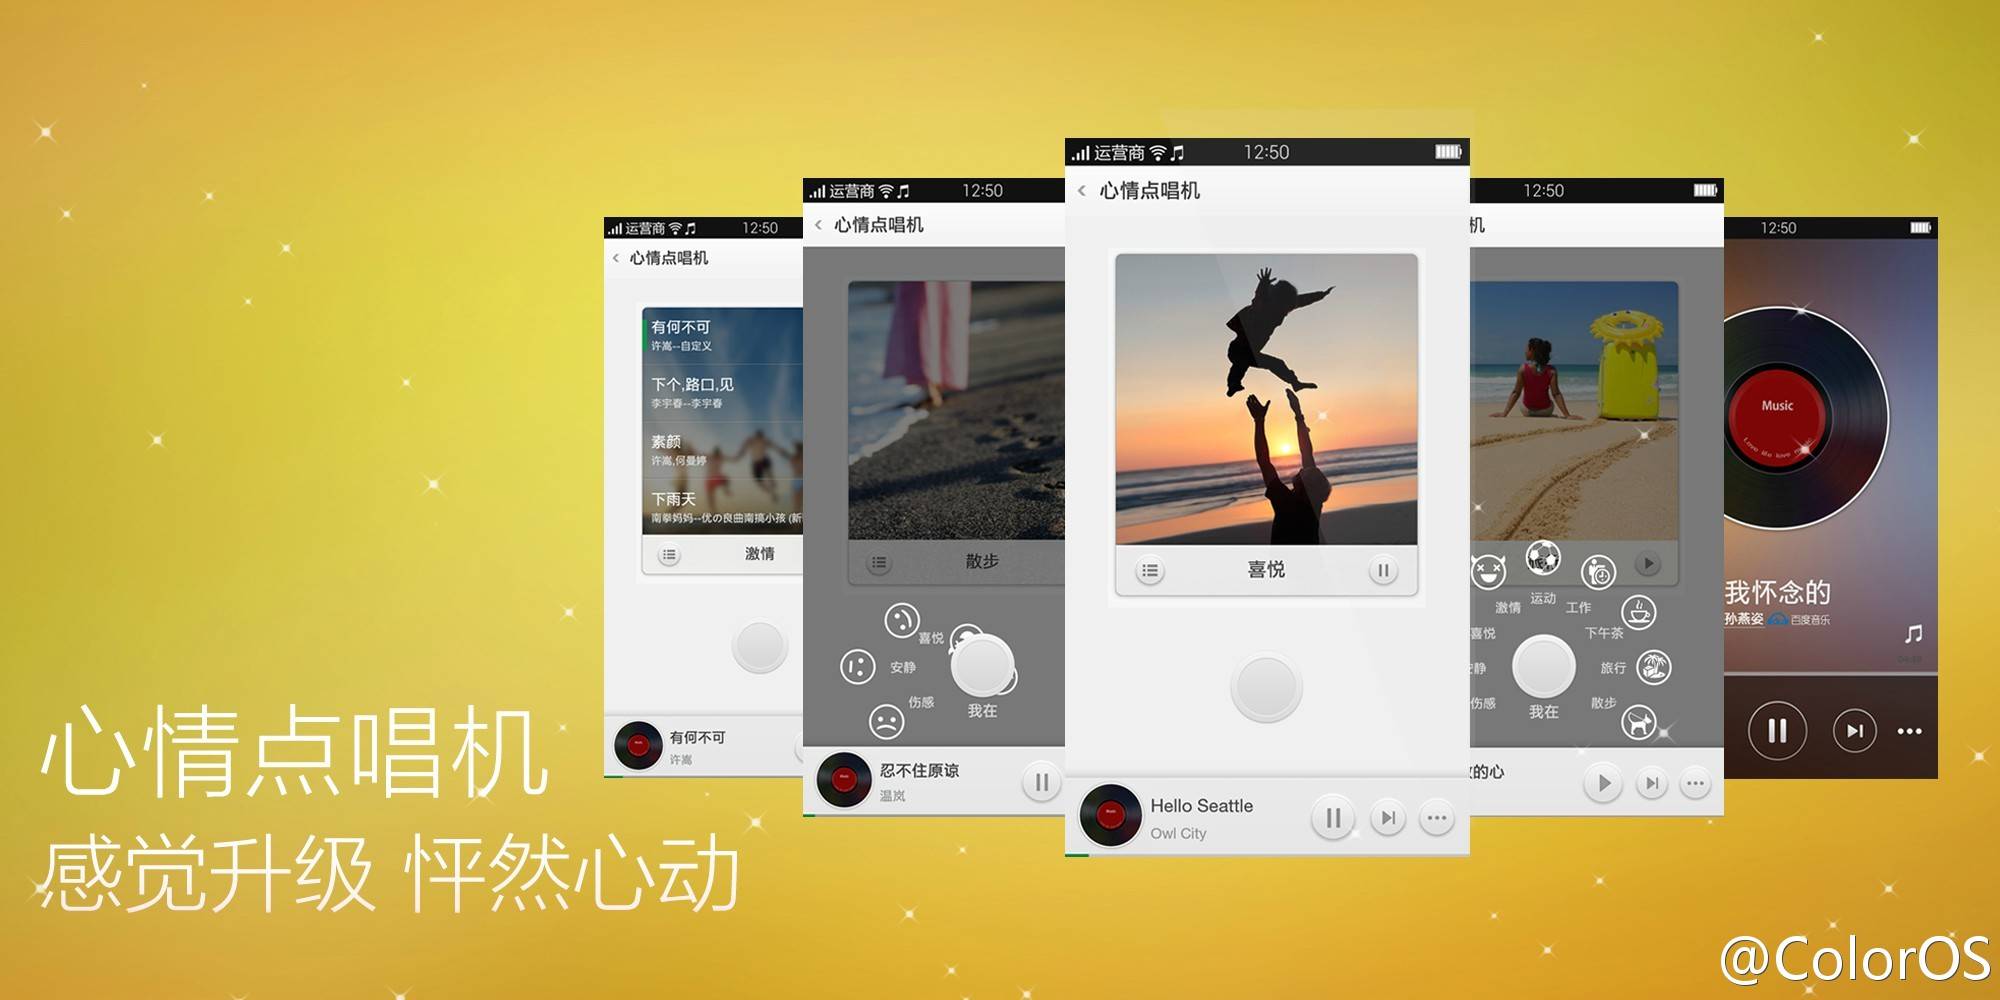 运营商 12:50
心情点唱机
有何不可
许嵩--自定义
下个,路口,见
李宇春--李宇春
素颜
许嵩,何曼婷
下雨天
南拳妈妈--优の良曲南搞小孩 (新
激情
有何不可
许嵩
运营商 12:50
心情点唱机
散步
喜悦
安静
伤感
我在
忍不住原谅
温岚
运营商 12:50
心情点唱机
喜悦
Hello Seattle
Owl City
12:50
机
激情
运动
工作
喜悦
下午茶
静
旅行
伤感
散步
我在
的心
12:50
Music
Love life love music
我怀念的
孙燕姿 百度音乐
心情点唱机
感觉升级 怦然心动
@ColorOS